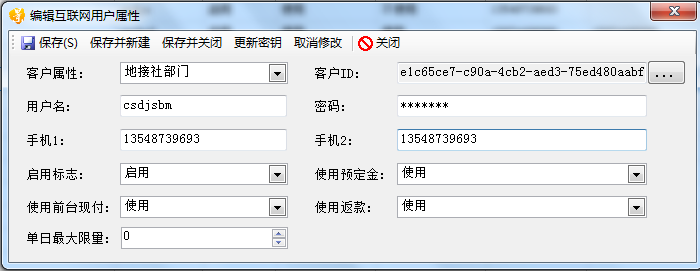 编辑互联网用户属性
保存(S) 保存并新建 保存并关闭 更新密钥 取消修改 关闭
客户属性: 地接社部门 客户ID: e1c65ce7-c90a-4cb2-aed3-75ed480aabf ...
用户名: csdjsbm 密码: *******
手机1: 13548739693 手机2: 13548739693
启用标志: 启用 使用预定金: 使用
使用前台现付: 使用 使用返款: 使用
单日最大限量: 0